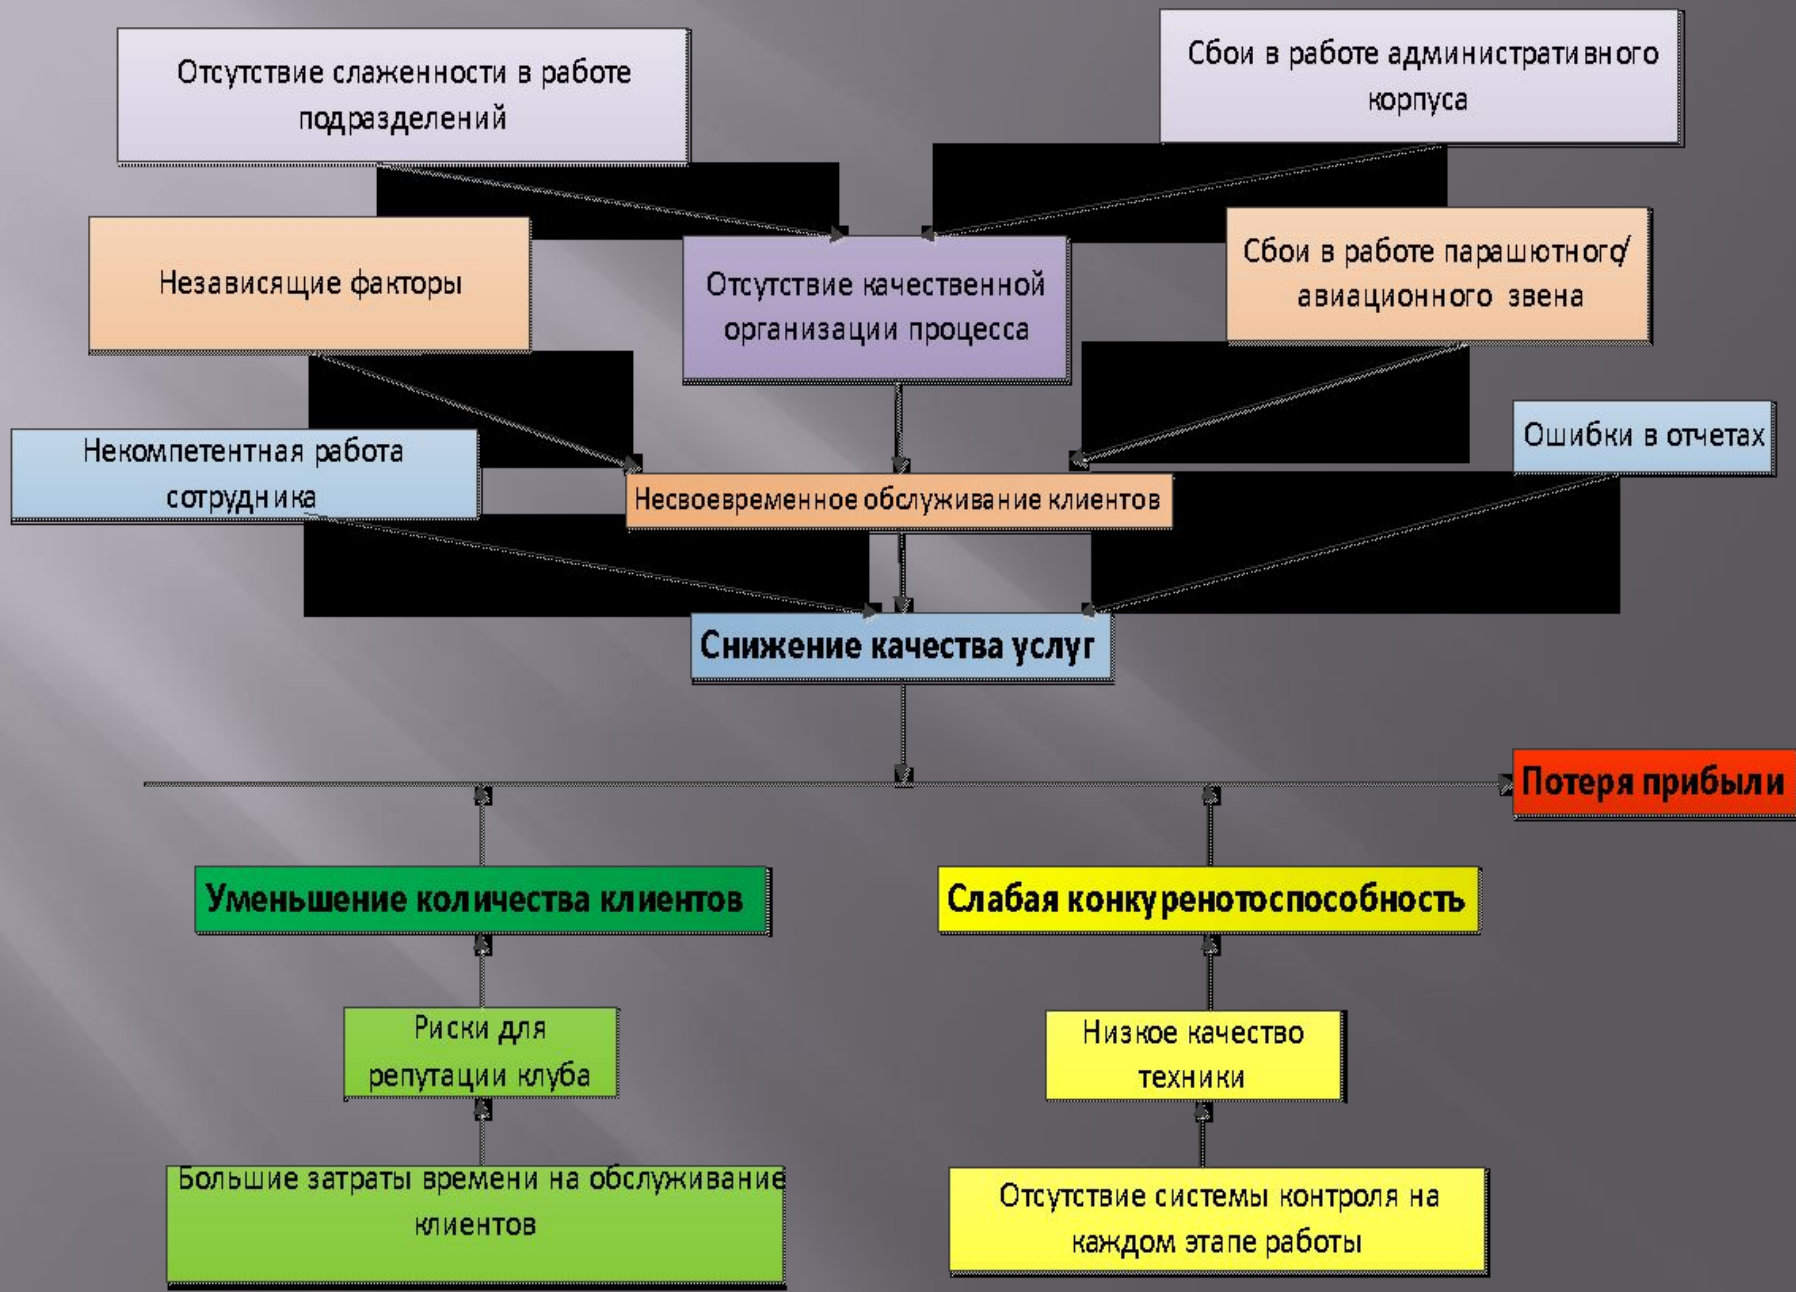 Отсутствие слаженности в работе
подразделений
Сбои в работе административного
корпуса
Независящие факторы
Отсутствие качественной
организации процесса
Сбои в работе парашютного/
авиационного звена
Некомпетентная работа
сотрудника
Несвоевременное обслуживание клиентов
Ошибки в отчетах
Снижение качества услуг
Потеря прибыли
Уменьшение количества клиентов
Слабая конкуренотоспособность
Риски для
репутации клуба
Низкое качество
техники
Большие затраты времени на обслуживание
клиентов
Отсутствие системы контроля на
каждом этапе работы